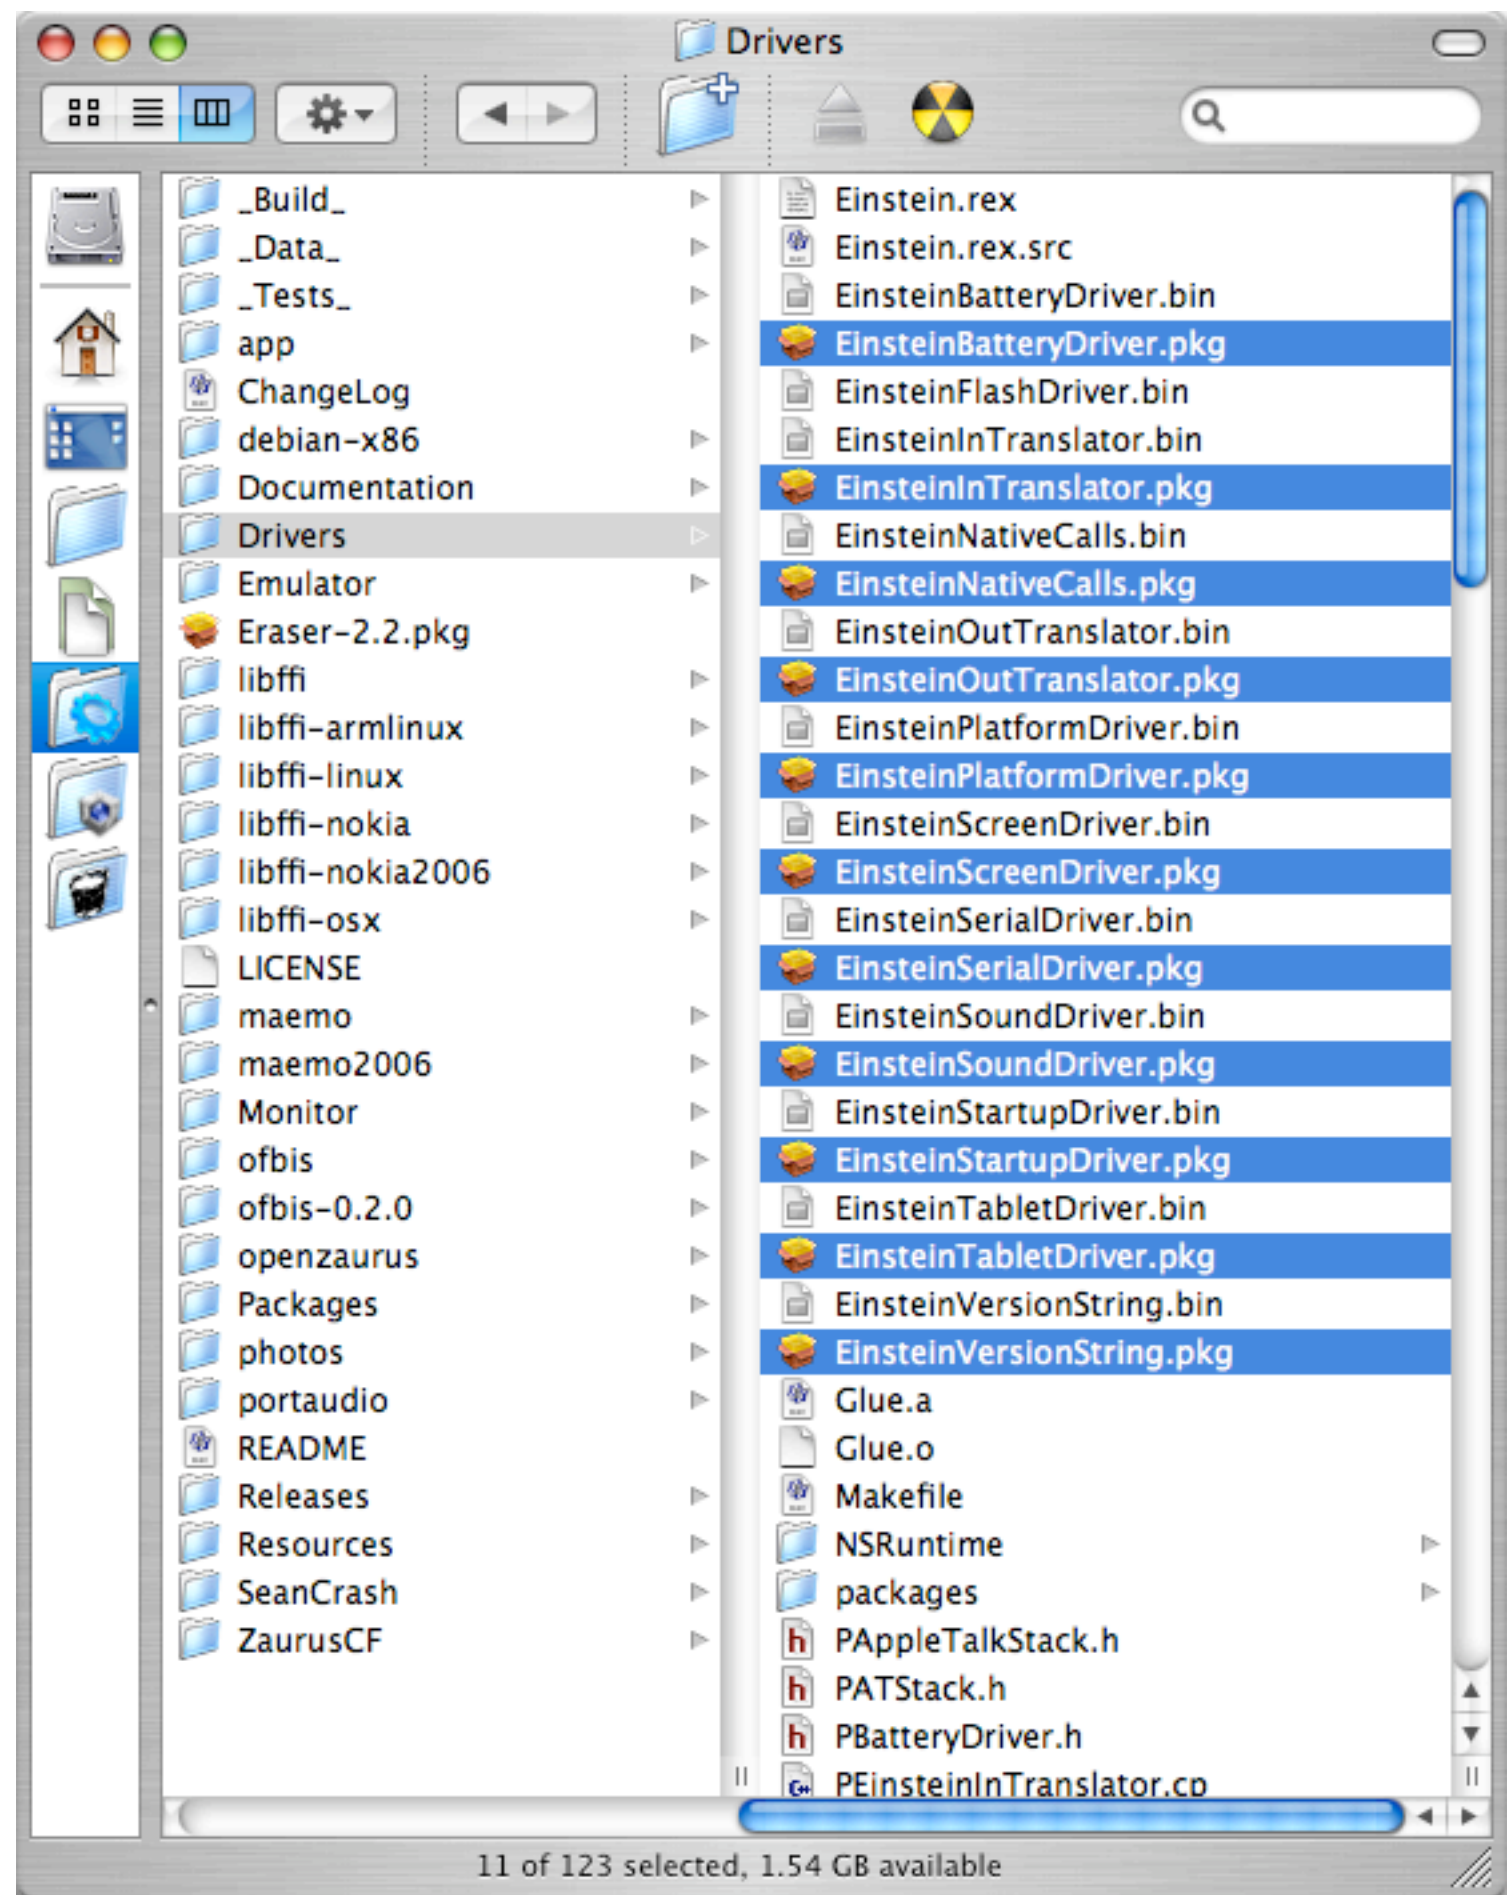 Drivers
_Build_
_Data_
_Tests_
app
ChangeLog
debian-x86
Documentation
Drivers
Emulator
Eraser-2.2.pkg
libffi
libffi-armlinux
libffi-linux
libffi-nokia
libffi-nokia2006
libffi-osx
LICENSE
maemo
maemo2006
Monitor
ofbis
ofbis-0.2.0
openzaurus
Packages
photos
portaudio
README
Releases
Resources
SeanCrash
ZaurusCF
Einstein.rex
Einstein.rex.src
EinsteinBatteryDriver.bin
EinsteinBatteryDriver.pkg
EinsteinFlashDriver.bin
EinsteinInTranslator.bin
EinsteinInTranslator.pkg
EinsteinNativeCalls.bin
EinsteinNativeCalls.pkg
EinsteinOutTranslator.bin
EinsteinOutTranslator.pkg
EinsteinPlatformDriver.bin
EinsteinPlatformDriver.pkg
EinsteinScreenDriver.bin
EinsteinScreenDriver.pkg
EinsteinSerialDriver.bin
EinsteinSerialDriver.pkg
EinsteinSoundDriver.bin
EinsteinSoundDriver.pkg
EinsteinStartupDriver.bin
EinsteinStartupDriver.pkg
EinsteinTabletDriver.bin
EinsteinTabletDriver.pkg
EinsteinVersionString.bin
EinsteinVersionString.pkg
Glue.a
Glue.o
Makefile
NSRuntime
packages
PAppleTalkStack.h
PATStack.h
PBatteryDriver.h
PEinsteinInTranslator.cp
11 of 123 selected, 1.54 GB available